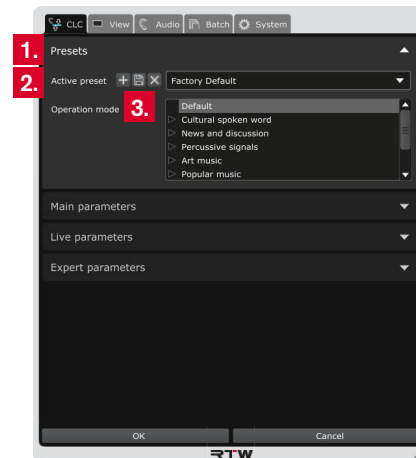 CLC View Audio Batch System
1. Presets
2. Active preset Factory Default
Operation mode 3. Default
Cultural spoken word
News and discussion
Percussive signals
Art music
Popular music
Main parameters
Live parameters
Expert parameters
OK Cancel
RTW